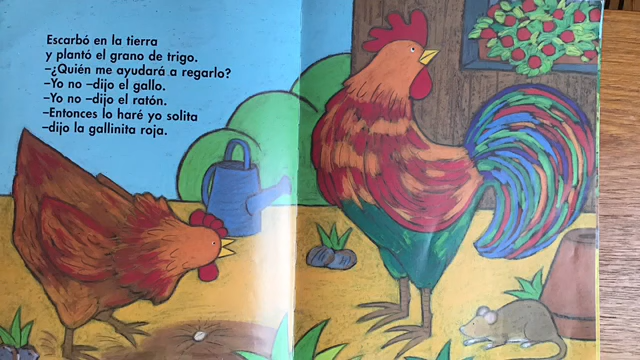 Escarbó en la tierra
y plantó el grano de trigo.
–¿Quién me ayudará a regarlo?
–Yo no –dijo el gallo.
–Yo no –dijo el ratón.
–Entonces lo haré yo solita
–dijo la gallinita roja.